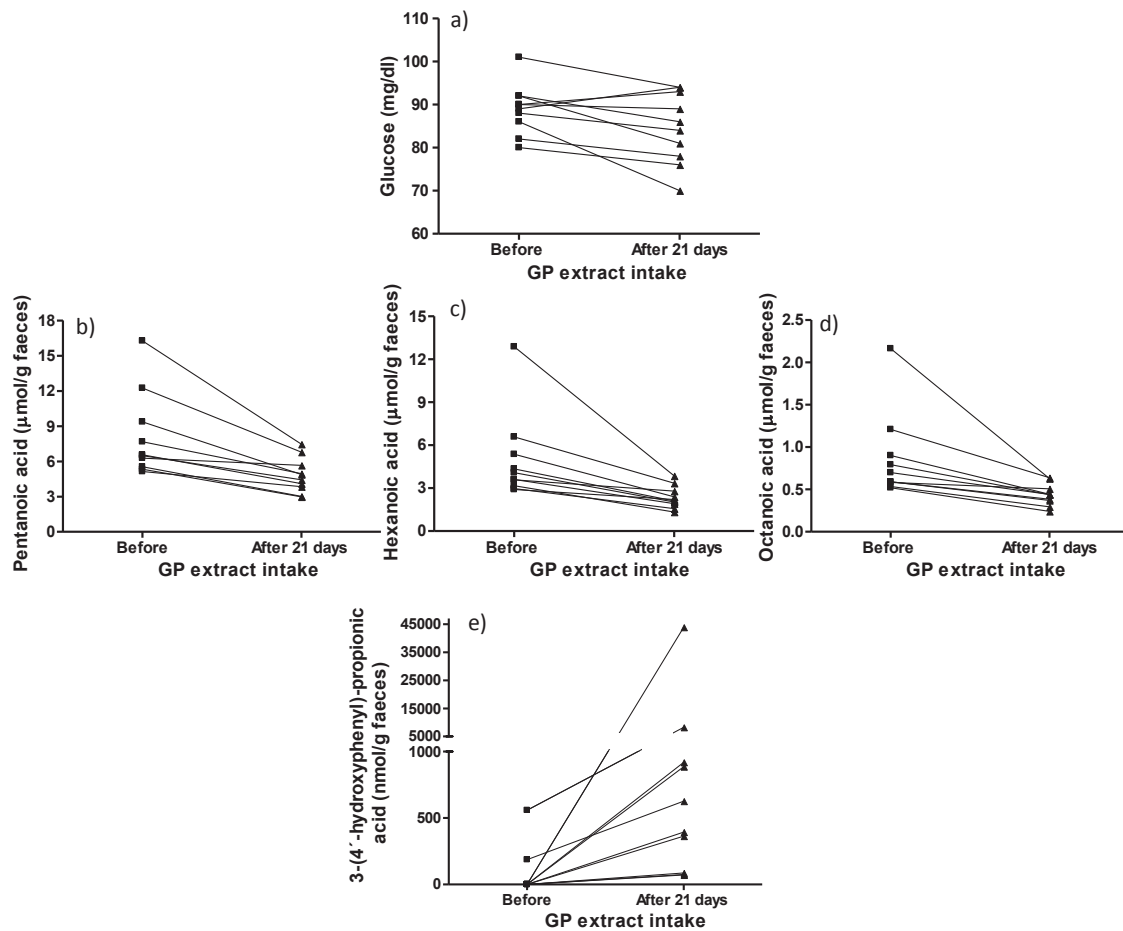 a)
Glucose (mg/dl)
110
100
90
80
70
60
Before
After 21 days
GP extract intake
b)
Pentanoic acid (μmol/g faeces)
18
15
12
9
6
3
0
Before
After 21 days
GP extract intake
c)
Hexanoic acid (μmol/g faeces)
15
12
9
6
3
0
Before
After 21 days
GP extract intake
d)
Octanoic acid (μmol/g faeces)
2.5
2.0
1.5
1.0
0.5
0.0
Before
After 21 days
GP extract intake
e)
3-(4´-hydroxyphenyl)-propionic
acid (nmol/g faeces)
45000
35000
25000
15000
5000
1000
500
0
Before
After 21 days
GP extract intake